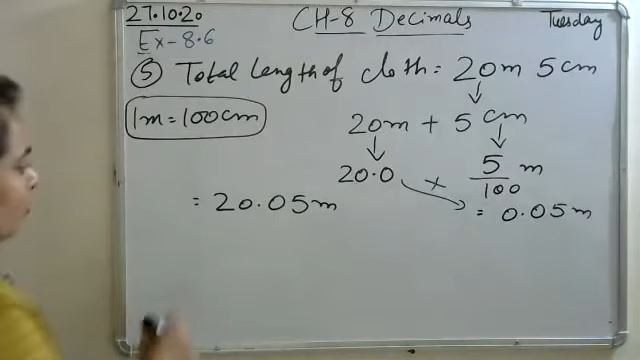 27.10.20 CH-8 Decimals Tuesday
Ex-8.6
⑤ Total length of cloth = 20m 5cm
1m = 100cm
20m + 5 cm
20.0 + 5/100 m
= 20.05m = 0.05m